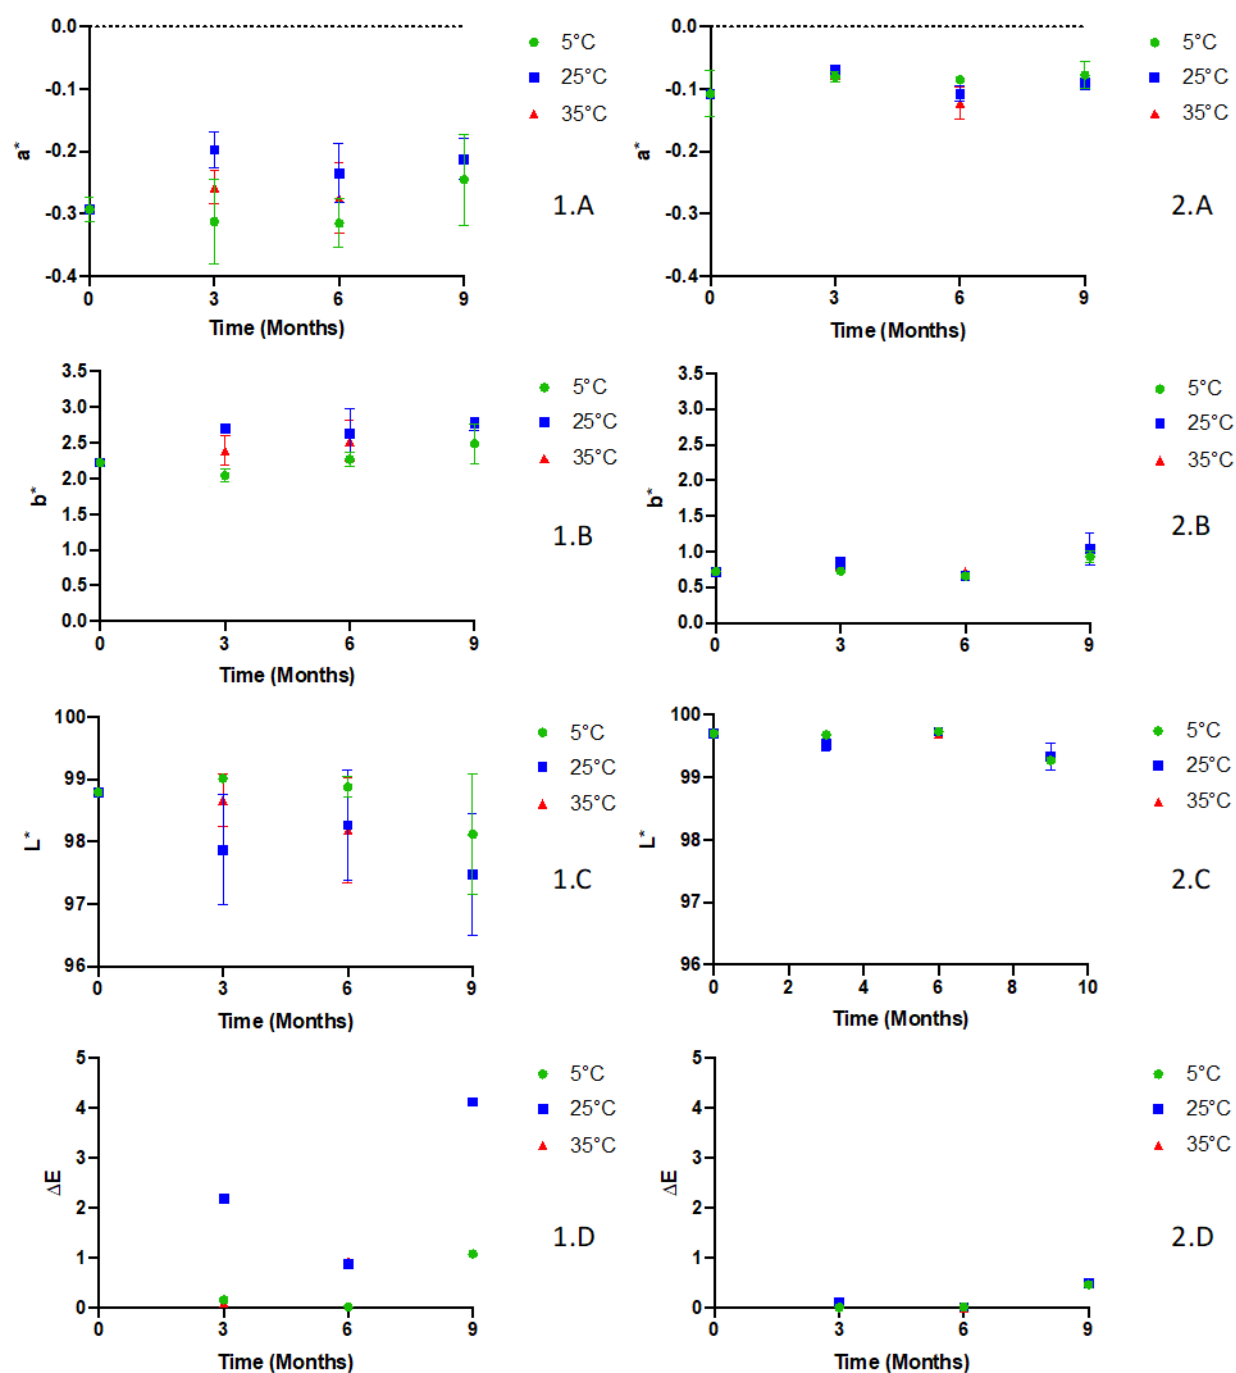 0.0
-0.1
-0.2
-0.3
-0.4
a*
0 3 6 9
Time (Months)
5°C
25°C
35°C
1.A
0.0
-0.1
-0.2
-0.3
-0.4
a*
0 3 6 9
Time (Months)
5°C
25°C
35°C
2.A
3.5
3.0
2.5
2.0
1.5
1.0
0.5
0.0
b*
0 3 6 9
Time (Months)
5°C
25°C
35°C
1.B
3.5
3.0
2.5
2.0
1.5
1.0
0.5
0.0
b*
0 3 6 9
Time (Months)
5°C
25°C
35°C
2.B
100
99
98
97
96
L*
0 3 6 9
Time (Months)
5°C
25°C
35°C
1.C
100
99
98
97
96
L*
0 2 4 6 8 10
Time (Months)
5°C
25°C
35°C
2.C
5
4
3
2
1
0
ΔE
0 3 6 9
Time (Months)
5°C
25°C
35°C
1.D
5
4
3
2
1
0
ΔE
0 3 6 9
Time (Months)
5°C
25°C
35°C
2.D